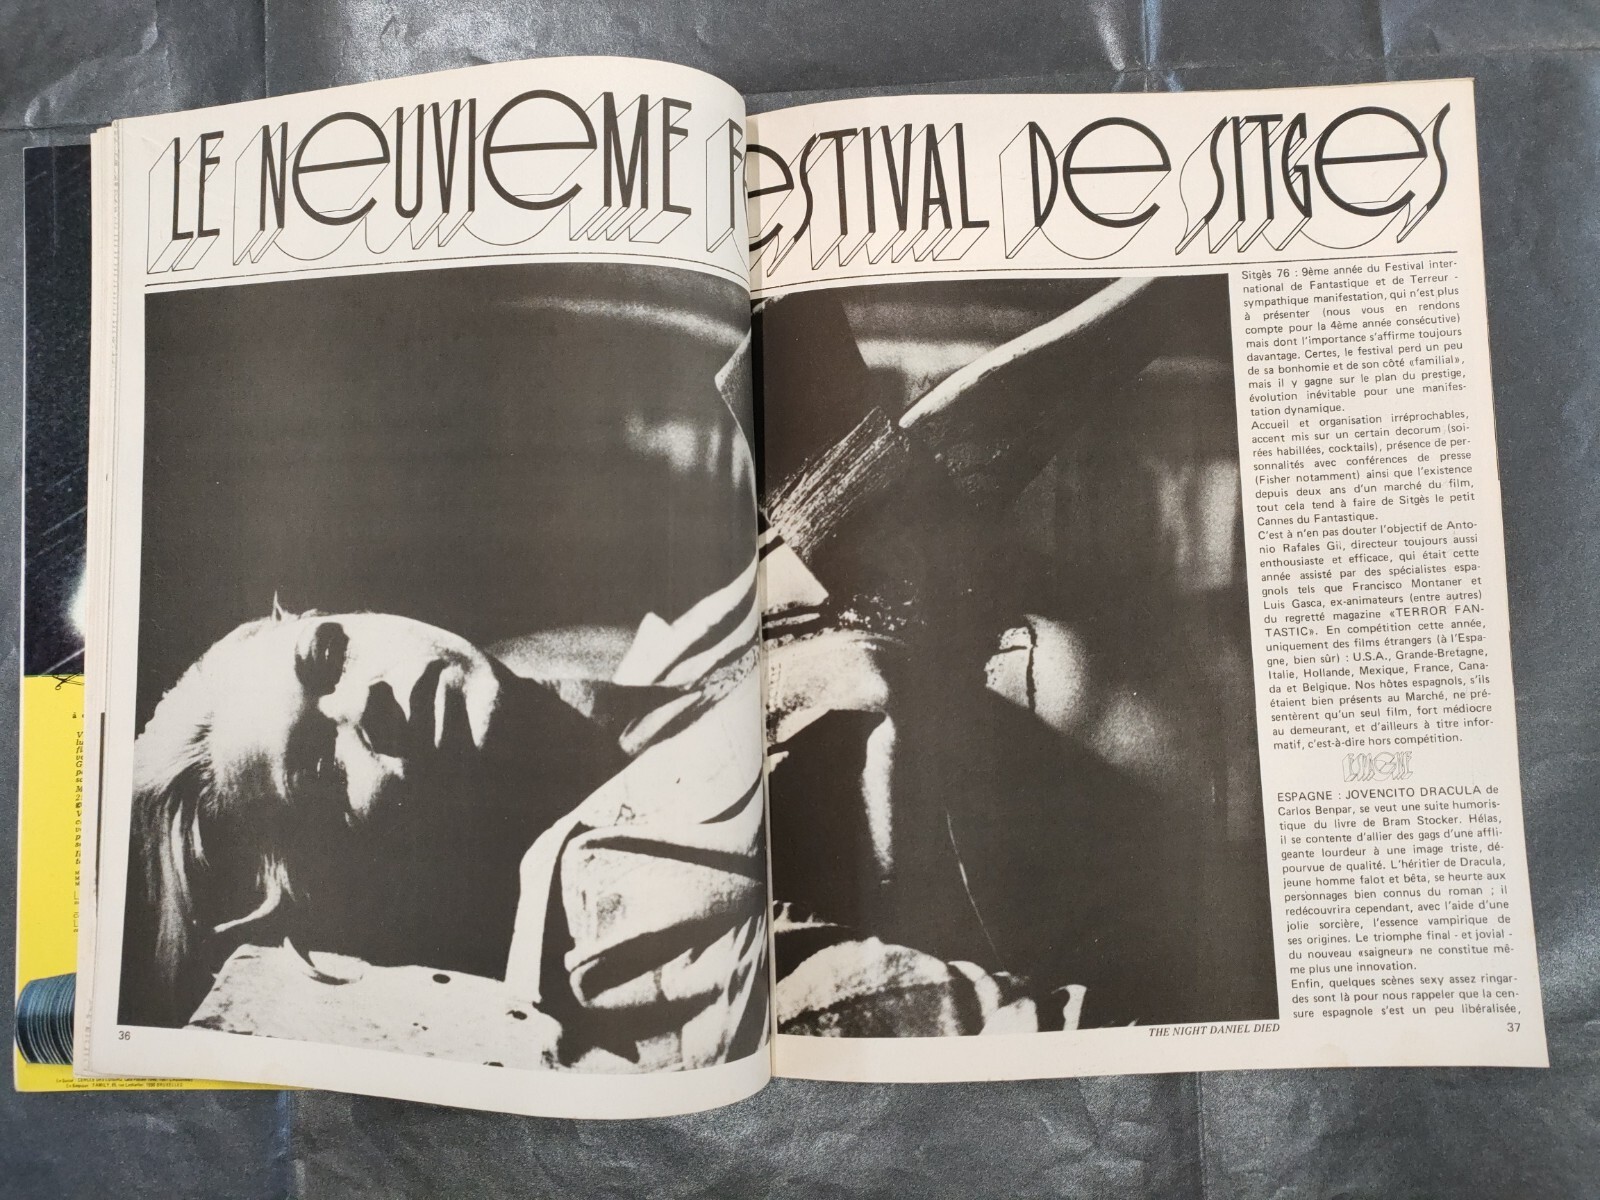 LE NEUVIEME FESTIVAL DE SITGES
Sitgès 76 : 9ème année du Festival inter-
national de Fantastique et de Terreur -
sympathique manifestation, qui n'est plus
à présenter (nous vous en rendons
compte pour la 4ème année consécutive)
mais dont l'importance s'affirme toujours
davantage. Certes, le festival perd un peu
de sa bonhomie et de son côté «familial»,
mais il y gagne sur le plan du prestige,
évolution inévitable pour une manifes-
tation dynamique.
Accueil et organisation irréprochables,
accent mis sur un certain decorum (soi-
rées habillées, cocktails), présence de per-
sonnalités avec conférences de presse
(Fisher notamment) ainsi que l'existence
depuis deux ans d'un marché du film,
tout cela tend à faire de Sitgès le petit
Cannes du Fantastique.
C'est à n'en pas douter l'objectif de Anto-
nio Rafales Gil, directeur toujours aussi
enthousiaste et efficace, qui était cette
année assisté par des spécialistes espa-
gnols tels que Francisco Montaner et
Luis Gasca, ex-animateurs (entre autres)
du regretté magazine «TERROR FAN-
TASTIC». En compétition cette année,
uniquement des films étrangers (à l'Espa-
gne, bien sûr) : U.S.A., Grande-Bretagne,
Italie, Hollande, Mexique, France, Cana-
da et Belgique. Nos hôtes espagnols, s'ils
étaient bien présents au Marché, ne pré-
sentèrent qu'un seul film, fort médiocre
au demeurant, et d'ailleurs à titre infor-
matif, c'est-à-dire hors compétition.
ESPAGNE
ESPAGNE : JOVENCITO DRACULA de
Carlos Benpar, se veut une suite humoris-
tique du livre de Bram Stocker. Hélas,
il se contente d'allier des gags d'une affli-
geante lourdeur à une image triste, dé-
pourvue de qualité. L'héritier de Dracula,
jeune homme falot et bêta, se heurte aux
personnages bien connus du roman ; il
redécouvrira cependant, avec l'aide d'une
jolie sorcière, l'essence vampirique de
ses origines. Le triomphe final - et jovial -
du nouveau «saigneur» ne constitue mê-
me plus une innovation.
Enfin, quelques scènes sexy assez ringar-
des sont là pour nous rappeler que la cen-
sure espagnole s'est un peu libéralisée,
THE NIGHT DANIEL DIED
36
37